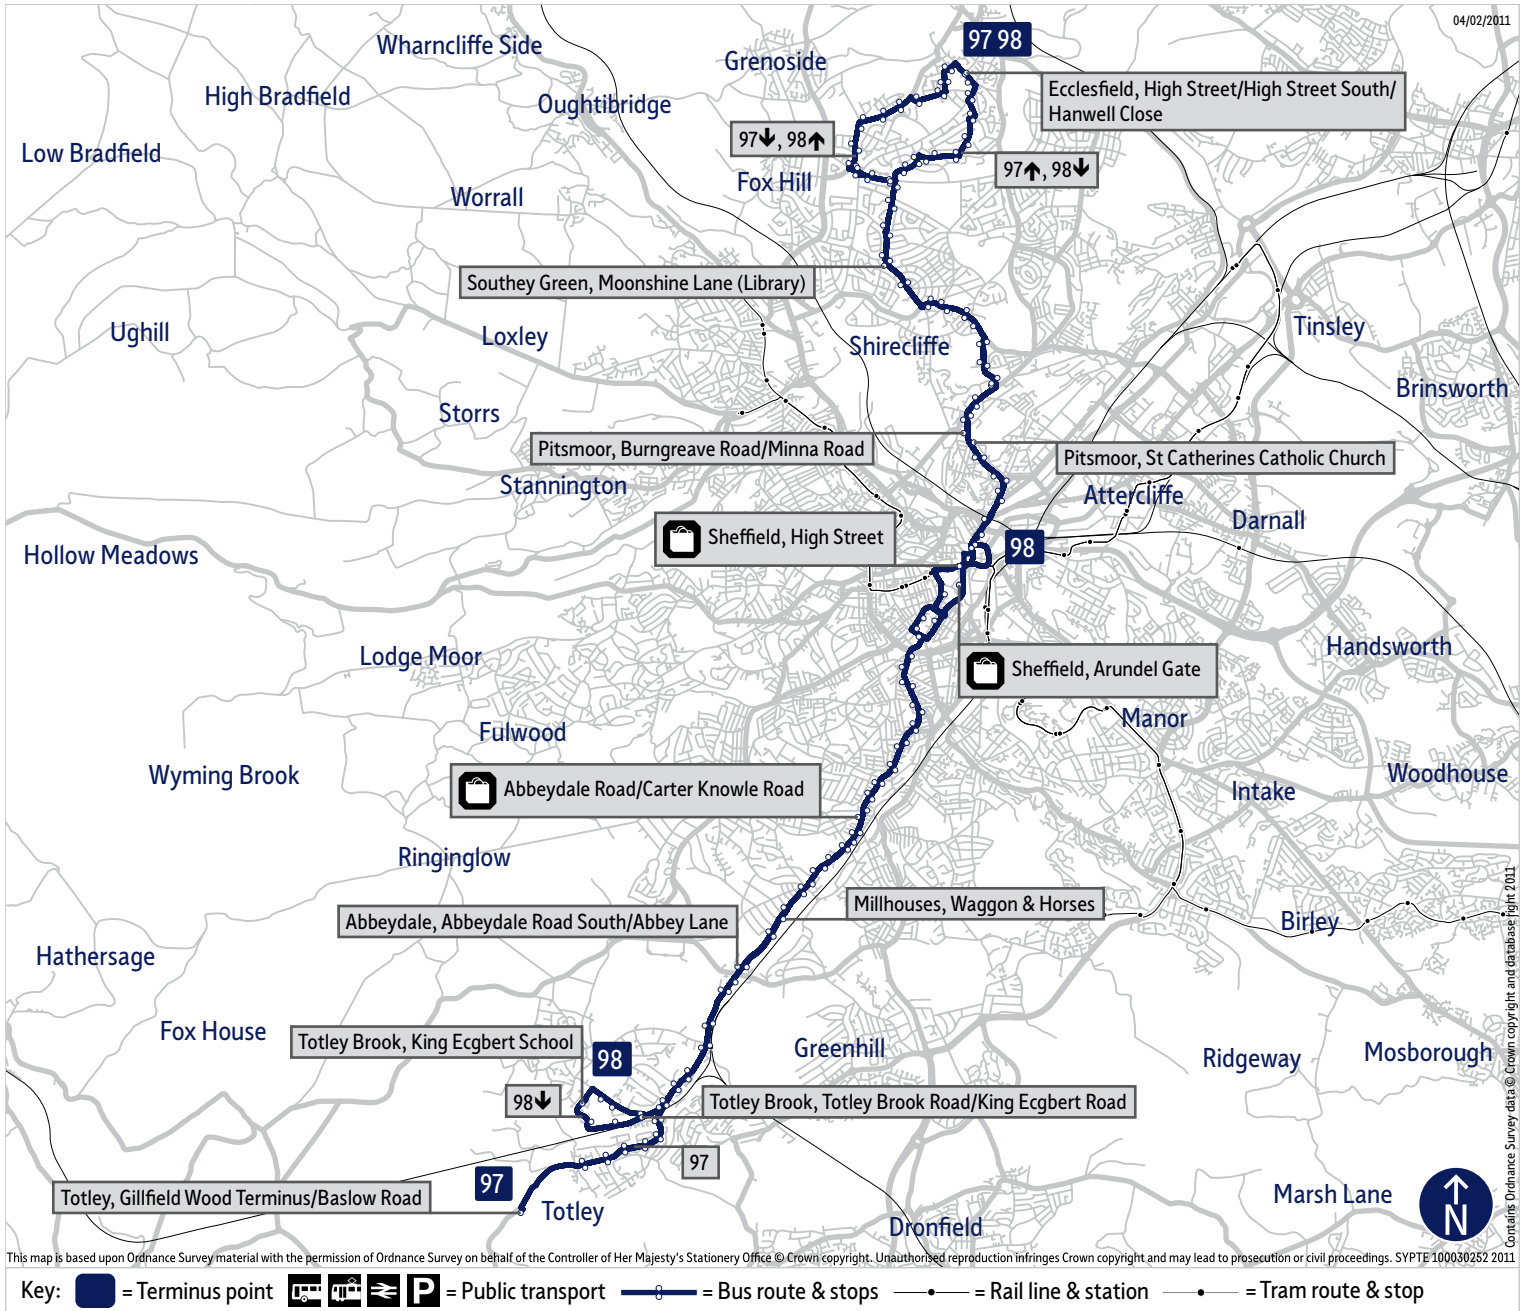 04/02/2011
97 98
Wharncliffe Side
Grenoside
High Bradfield
Oughtibridge
Ecclesfield, High Street/High Street South/
Hanwell Close
Low Bradfield
97↓, 98↑
97↑, 98↓
Fox Hill
Worrall
Southey Green, Moonshine Lane (Library)
Ughill
Loxley
Shirecliffe
Tinsley
Brinsworth
Storrs
Pitsmoor, Burngreave Road/Minna Road
Pitsmoor, St Catherines Catholic Church
Stannington
Attercliffe
Darnall
Sheffield, High Street
98
Hollow Meadows
Lodge Moor
Handsworth
Sheffield, Arundel Gate
Manor
Fulwood
Wyming Brook
Woodhouse
Abbeydale Road/Carter Knowle Road
Intake
Ringinglow
Millhouses, Waggon & Horses
Abbeydale, Abbeydale Road South/Abbey Lane
Birley
Hathersage
Fox House
Totley Brook, King Ecgbert School
98
Greenhill
Ridgeway
Mosborough
98↓
Totley Brook, Totley Brook Road/King Ecgbert Road
97
97
Totley, Gillfield Wood Terminus/Baslow Road
Totley
Marsh Lane
Dronfield
N
Contains Ordnance Survey data © Crown copyright and database right 2011
This map is based upon Ordnance Survey material with the permission of Ordnance Survey on behalf of the Controller of Her Majesty's Stationery Office © Crown copyright. Unauthorised reproduction infringes Crown copyright and may lead to prosecution or civil proceedings. SYPTE 100030252 2011
Key: = Terminus point P = Public transport = Bus route & stops = Rail line & station = Tram route & stop